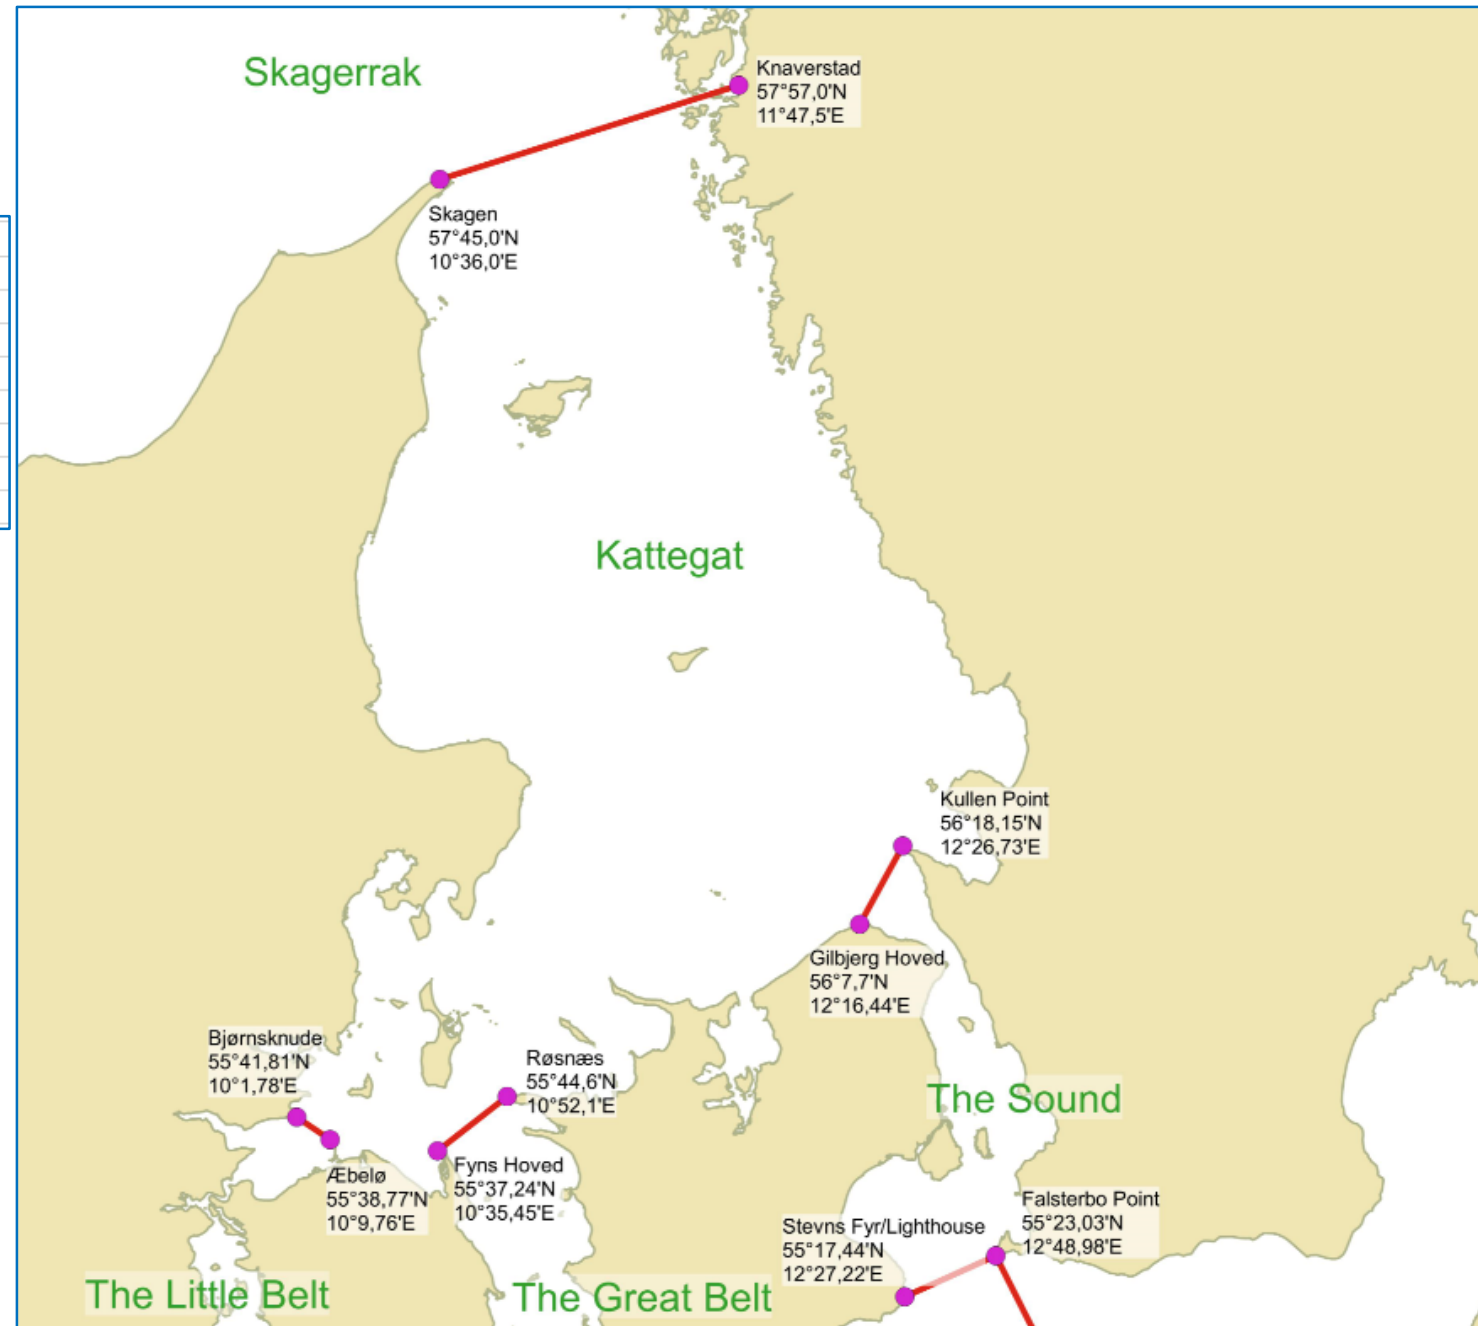 Skagerrak
Knaverstad
57°57,0'N
11°47,5'E
Skagen
57°45,0'N
10°36,0'E
Kattegat
Kullen Point
56°18,15'N
12°26,73'E
Gilbjerg Hoved
56°7,7'N
12°16,44'E
Bjørnsknude
55°41,81'N
10°1,78'E
Røsnæs
55°44,6'N
10°52,1'E
The Sound
Æbelø
55°38,77'N
10°9,76'E
Fyns Hoved
55°37,24'N
10°35,45'E
Falsterbo Point
55°23,03'N
12°48,98'E
Stevns Fyr/Lighthouse
55°17,44'N
12°27,22'E
The Little Belt
The Great Belt